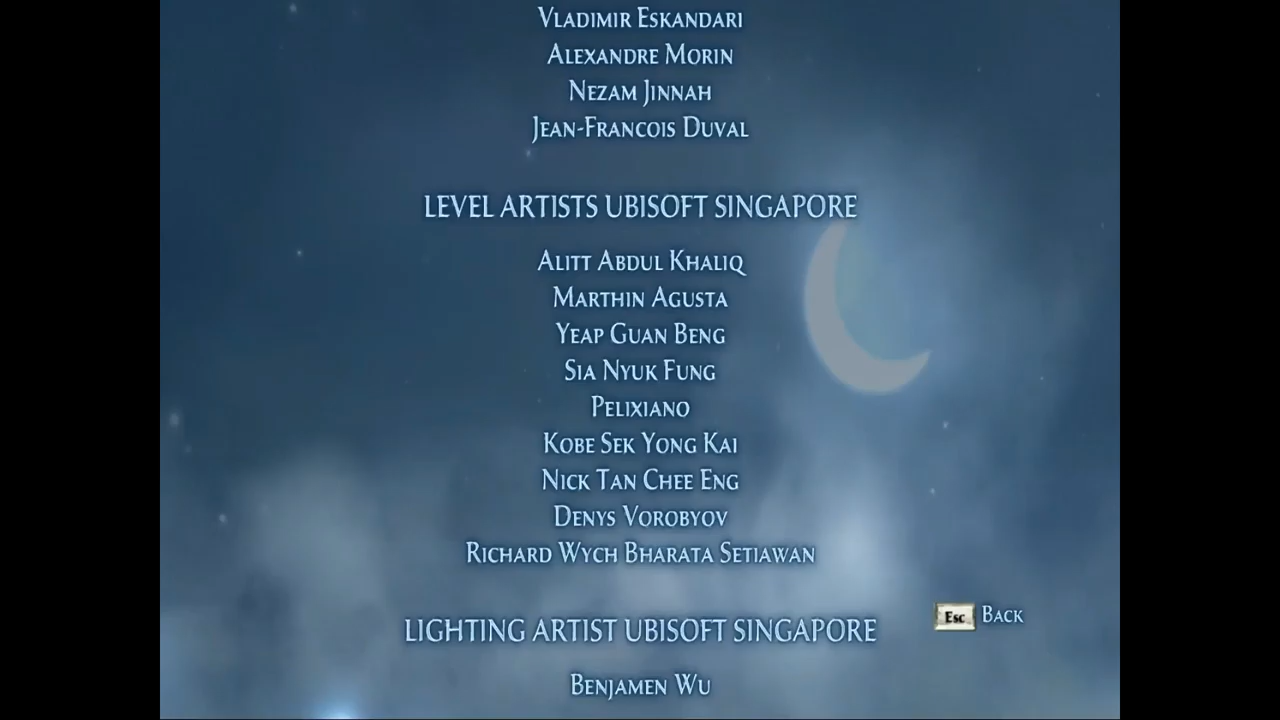 Vladimir Eskandari
Alexandre Morin
Nezam Jinnah
Jean-Francois Duval
LEVEL ARTISTS UBISOFT SINGAPORE
Alitt Abdul Khaliq
Marthin Agusta
Yeap Guan Beng
Sia Nyuk Fung
Pelixiano
Kobe Sek Yong Kai
Nick Tan Chee Eng
Denys Vorobyov
Richard Wych Bharata Setiawan
Esc Back
LIGHTING ARTIST UBISOFT SINGAPORE
Benjamen Wu